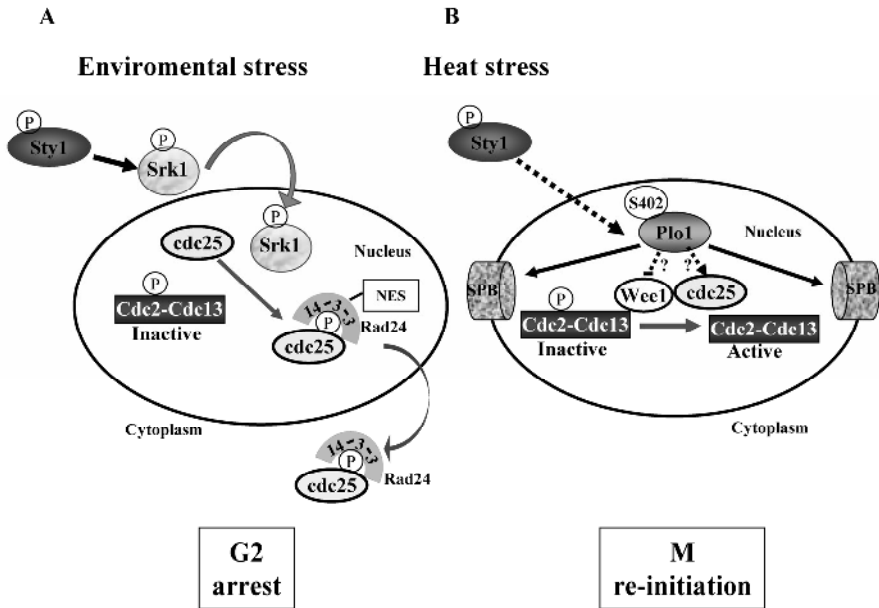 A
B
Enviromental stress
Heat stress
P
Sty1
P
Srk1
P
Srk1
cdc25
Nucleus
P
Cdc2-Cdc13
Inactive
NES
14-3-3
P
Rad24
cdc25
Cytoplasm
14-3-3
P
Rad24
cdc25
G2
arrest
P
Sty1
S402
Plo1
Nucleus
SPB
SPB
? ?
Wee1
cdc25
P
Cdc2-Cdc13
Inactive
Cdc2-Cdc13
Active
Cytoplasm
M
re-initiation